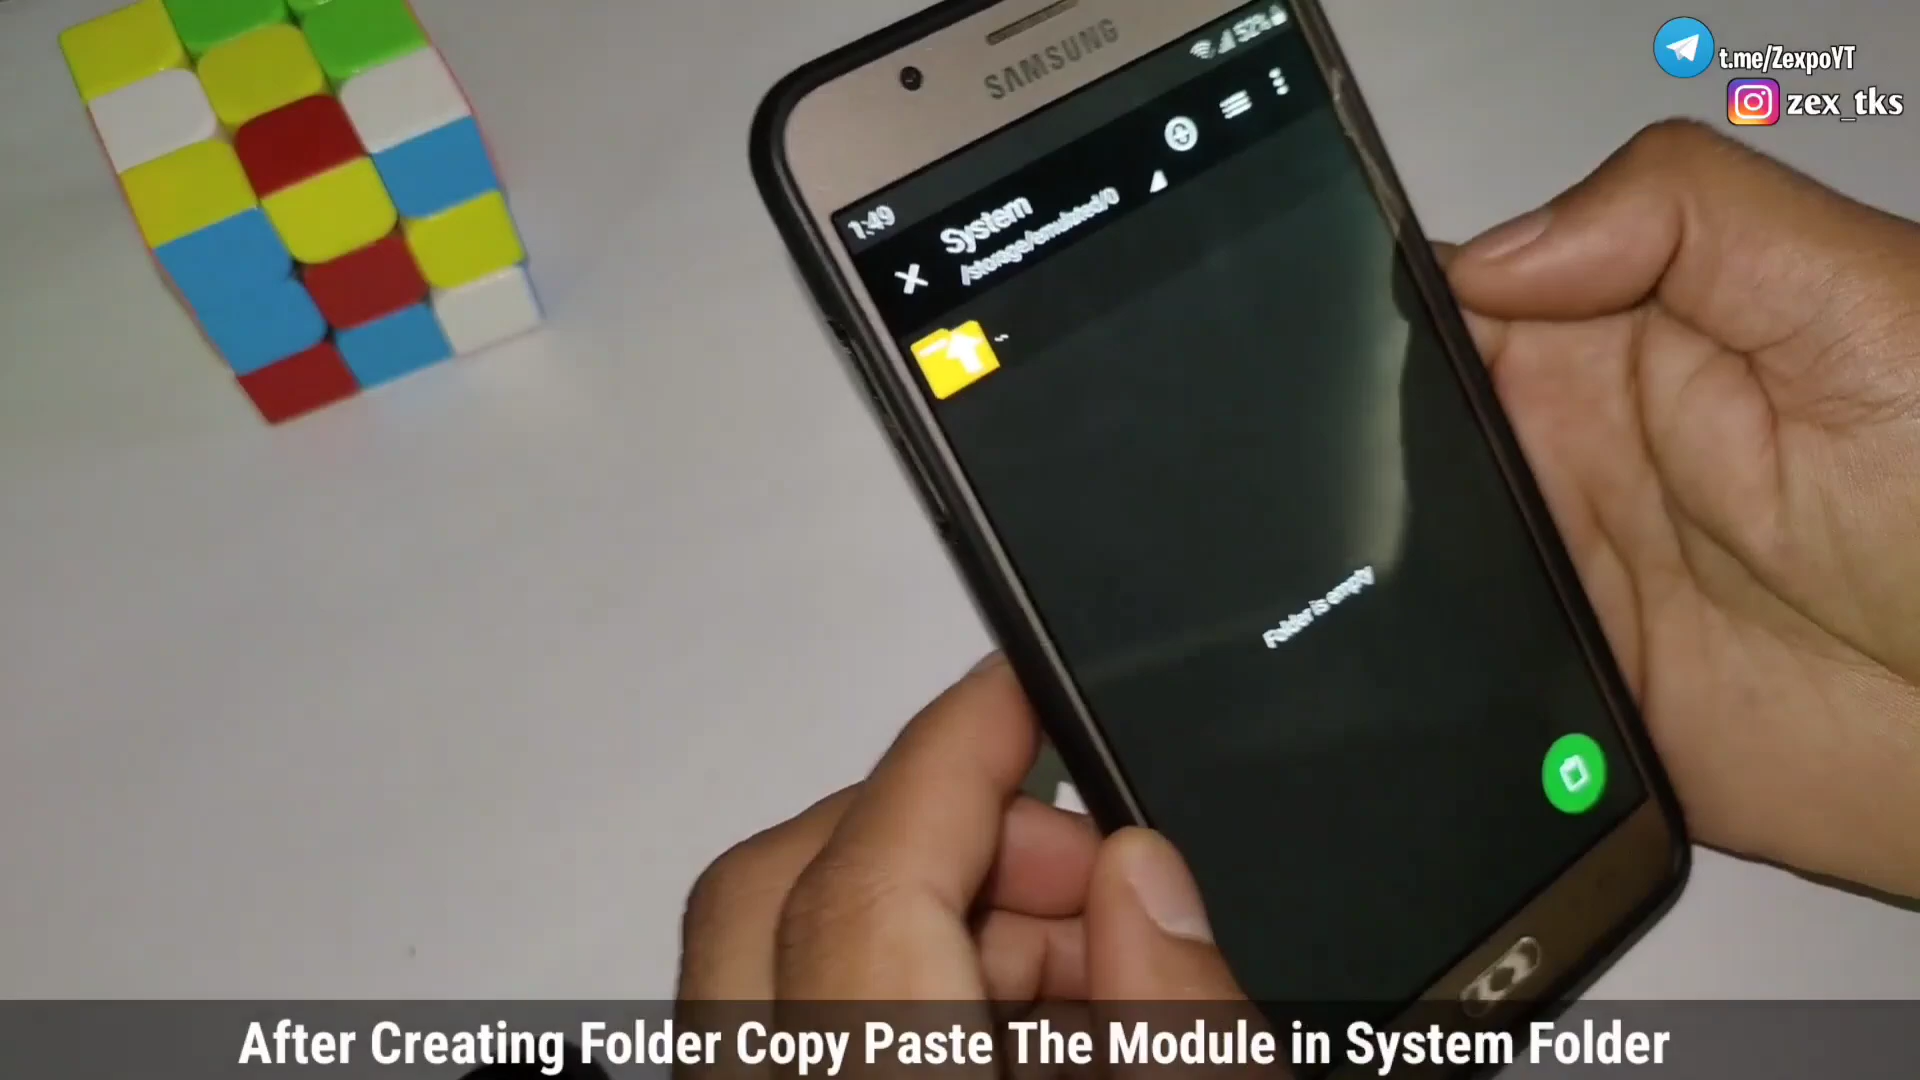 t.me/ZexpoYT
zex_tks
SAMSUNG
52%
1:49
System
/storage/emulated/0
..
Folder is empty
After Creating Folder Copy Paste The Module in System Folder